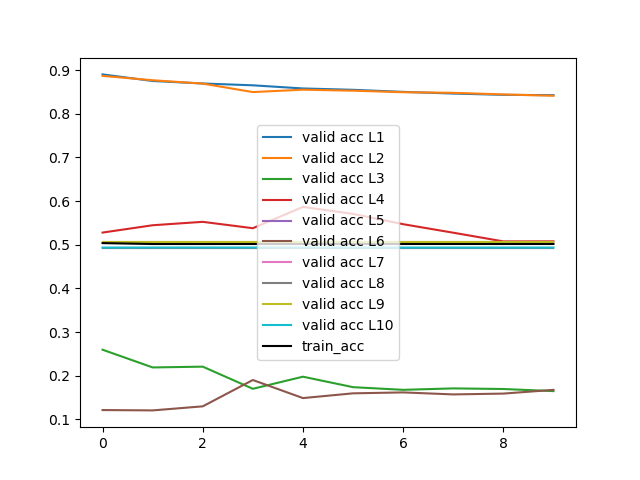 0.9
0.8
0.7
0.6
0.5
0.4
0.3
0.2
0.1
valid acc L1
valid acc L2
valid acc L3
valid acc L4
valid acc L5
valid acc L6
valid acc L7
valid acc L8
valid acc L9
valid acc L10
train_acc
0 2 4 6 8